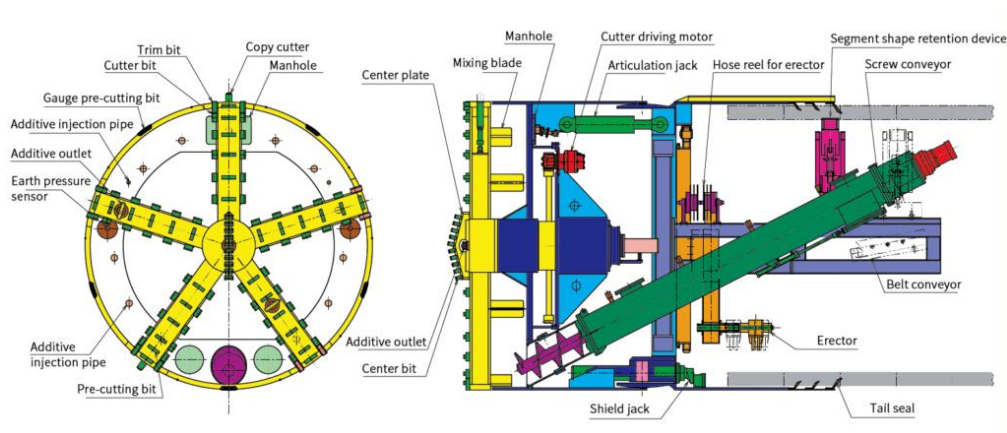 Trim bit
Copy cutter
Cutter bit
Manhole
Gauge pre-cutting bit
Additive injection pipe
Additive outlet
Earth pressure
sensor
Additive
injection pipe
Pre-cutting bit
Center plate
Mixing blade
Manhole
Cutter driving motor
Articulation jack
Hose reel for erector
Segment shape retention device
Screw conveyor
Belt conveyor
Additive outlet
Center bit
Erector
Shield jack
Tail seal